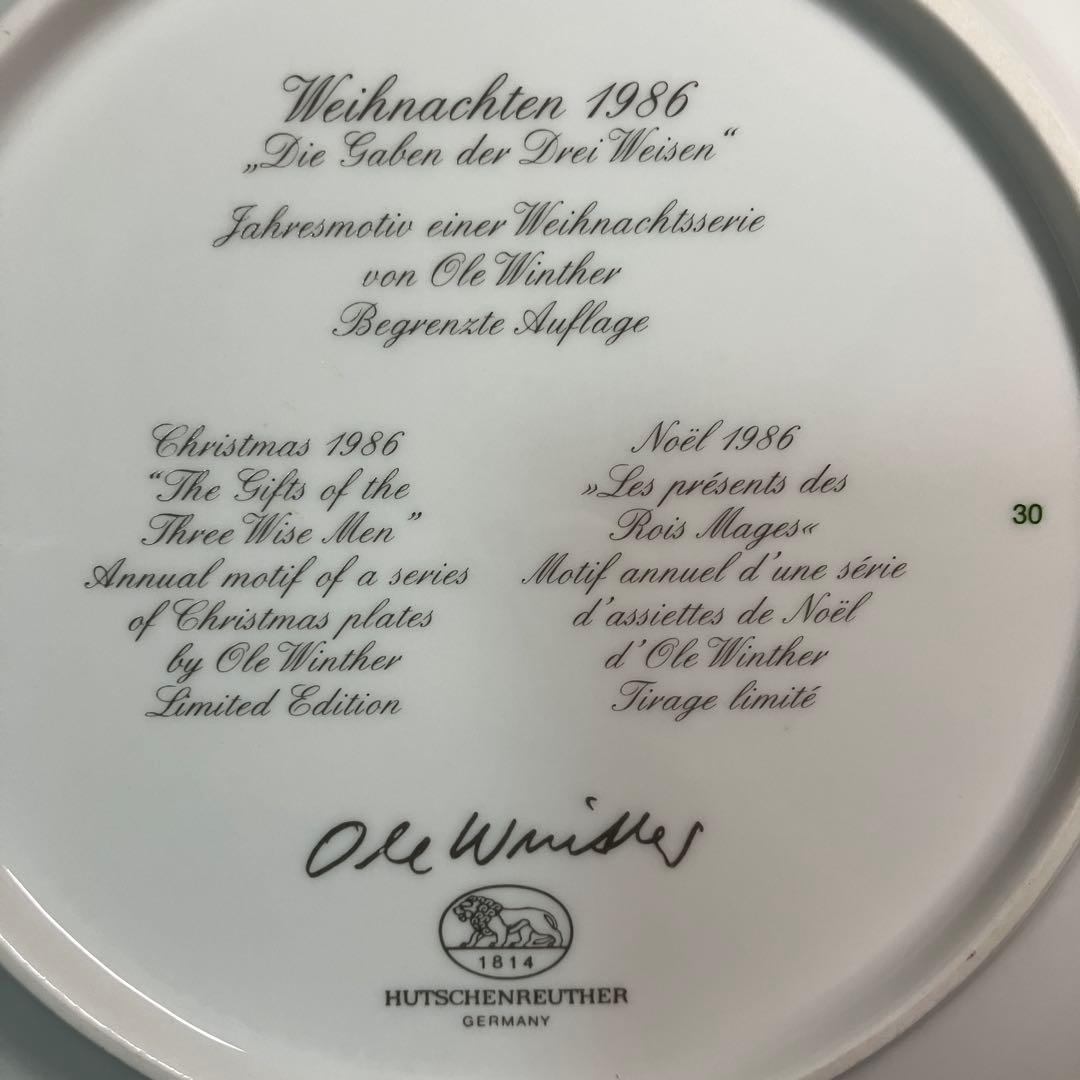 Weihnachten 1986
„Die Gaben der Drei Weisen“
Jahresmotiv einer Weihnachtsserie
von Ole Winther
Begrenzte Auflage
Christmas 1986
“The Gifts of the
Three Wise Men”
Annual motif of a series
of Christmas plates
by Ole Winther
Limited Edition
Noël 1986
»Les présents des
Rois Mages«
Motif annuel d'une série
d'assiettes de Noël
d'Ole Winther
Tirage limité
30
Ole Winther
1814
HUTSCHENREUTHER
GERMANY